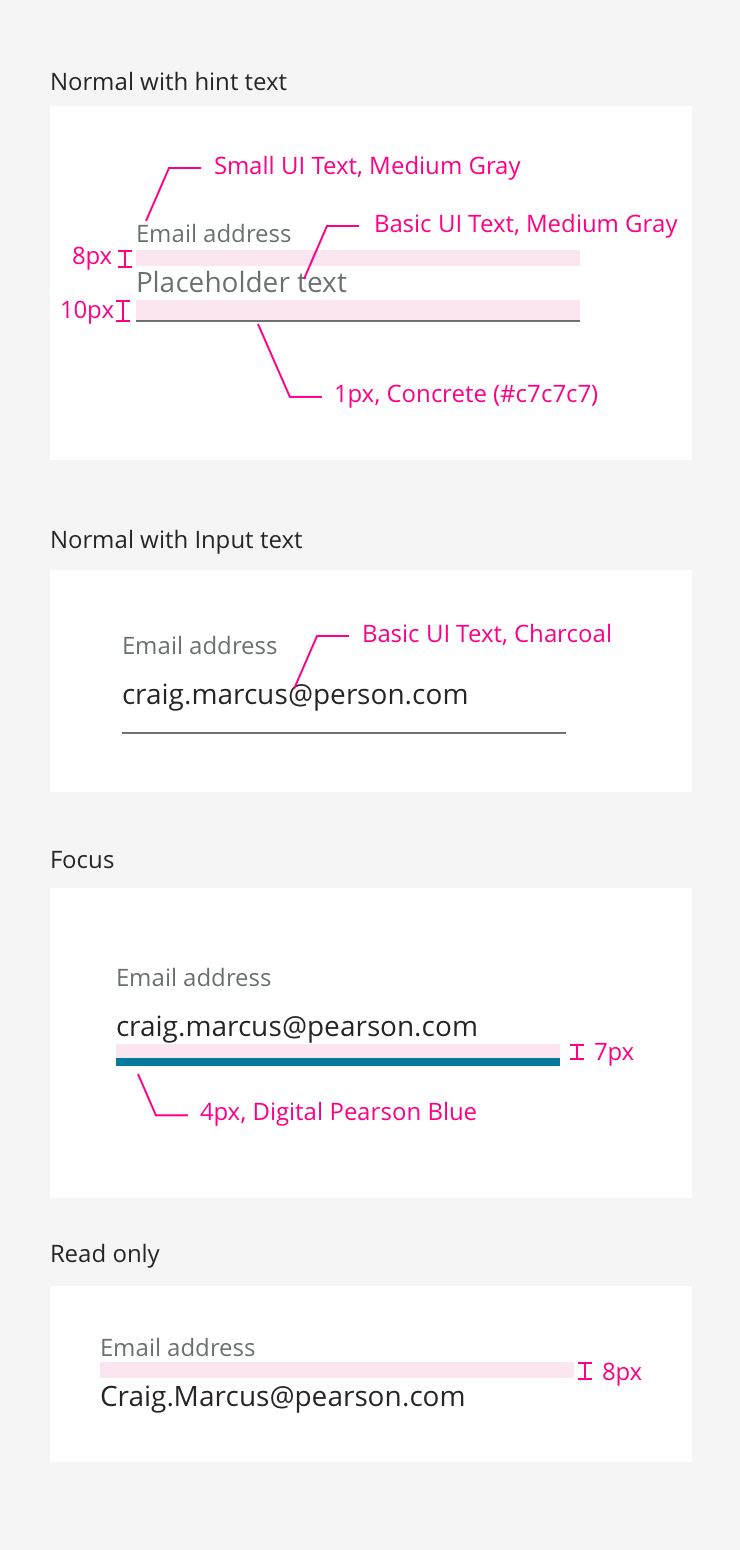 Normal with hint text
Small UI Text, Medium Gray
Basic UI Text, Medium Gray
Email address
8px
Placeholder text
10px
1px, Concrete (#c7c7c7)
Normal with Input text
Basic UI Text, Charcoal
Email address
craig.marcus@person.com
Focus
Email address
craig.marcus@pearson.com
7px
4px, Digital Pearson Blue
Read only
Email address
8px
Craig.Marcus@pearson.com